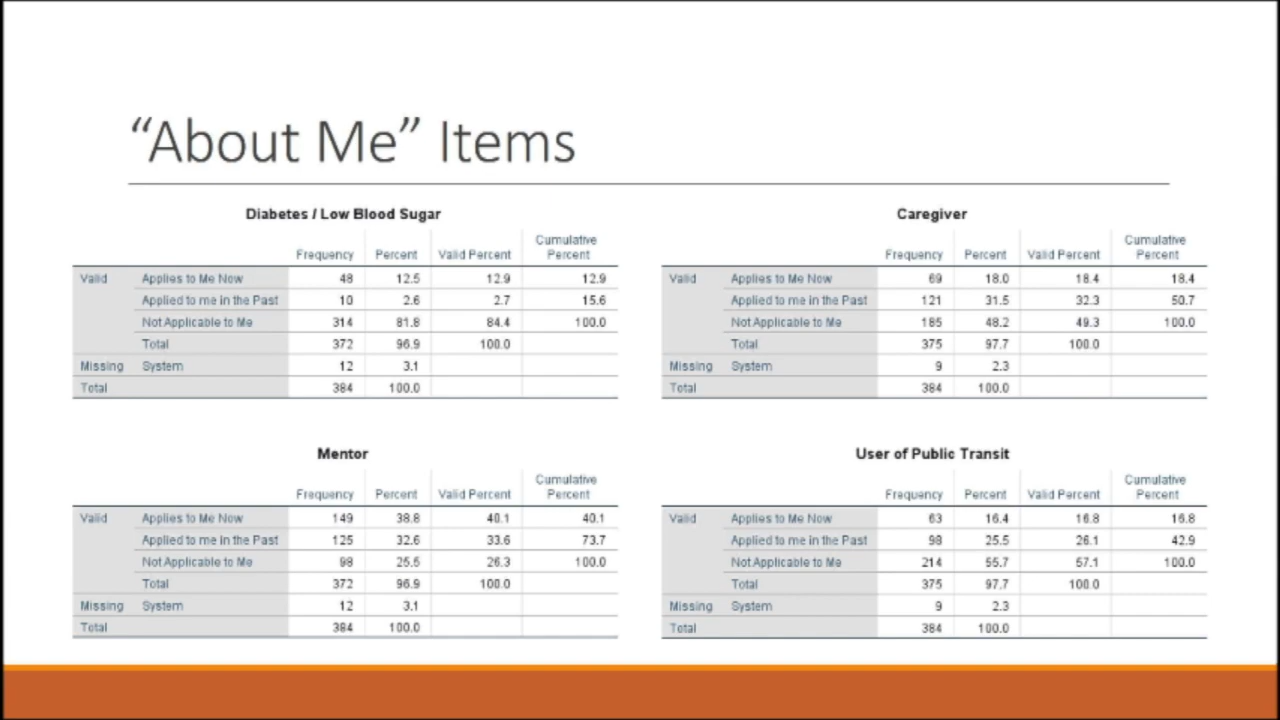 “About Me” Items
Diabetes / Low Blood Sugar
Frequency Percent Valid Percent Cumulative Percent
Valid Applies to Me Now 48 12.5 12.9 12.9
Applied to me in the Past 10 2.6 2.7 15.6
Not Applicable to Me 314 81.8 84.4 100.0
Total 372 96.9 100.0
Missing System 12 3.1
Total 384 100.0
Caregiver
Frequency Percent Valid Percent Cumulative Percent
Valid Applies to Me Now 69 18.0 18.4 18.4
Applied to me in the Past 121 31.5 32.3 50.7
Not Applicable to Me 185 48.2 49.3 100.0
Total 375 97.7 100.0
Missing System 9 2.3
Total 384 100.0
Mentor
Frequency Percent Valid Percent Cumulative Percent
Valid Applies to Me Now 149 38.8 40.1 40.1
Applied to me in the Past 125 32.6 33.6 73.7
Not Applicable to Me 98 25.5 26.3 100.0
Total 372 96.9 100.0
Missing System 12 3.1
Total 384 100.0
User of Public Transit
Frequency Percent Valid Percent Cumulative Percent
Valid Applies to Me Now 63 16.4 16.8 16.8
Applied to me in the Past 98 25.5 26.1 42.9
Not Applicable to Me 214 55.7 57.1 100.0
Total 375 97.7 100.0
Missing System 9 2.3
Total 384 100.0